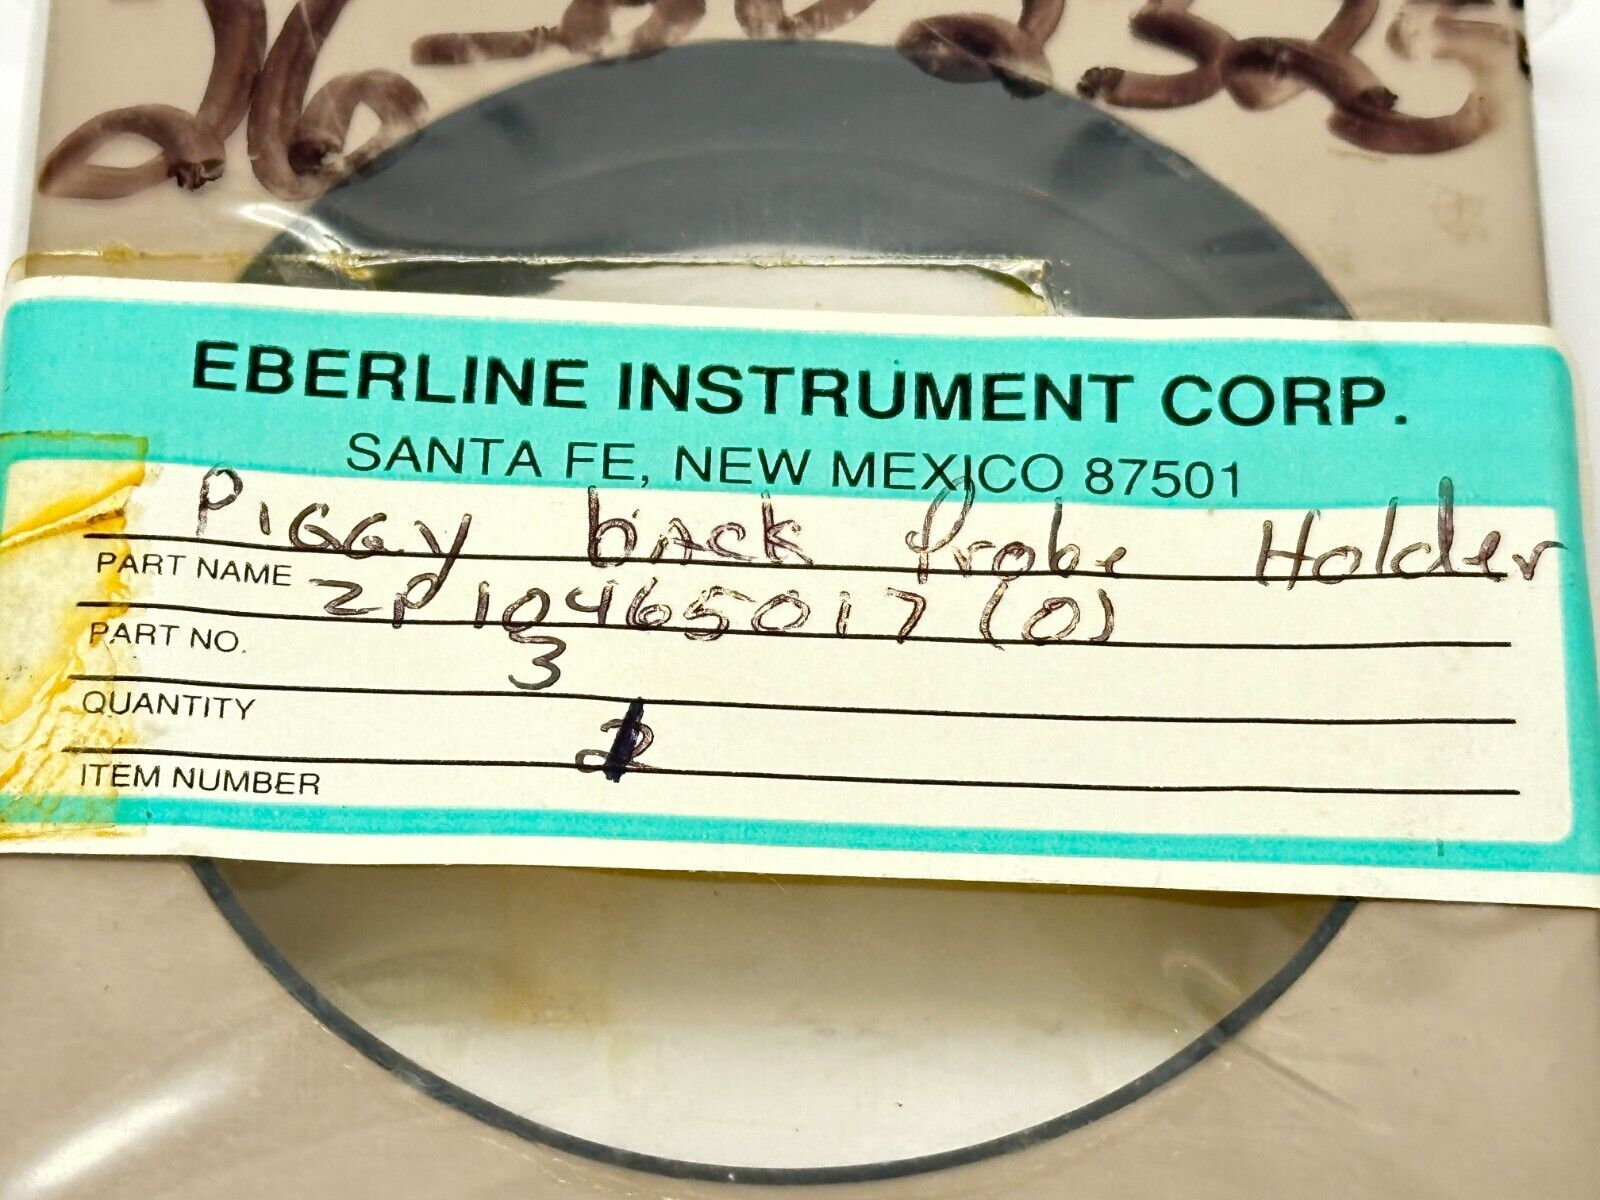 EBERLINE INSTRUMENT CORP.
SANTA FE, NEW MEXICO 87501
PIGGy bACK Probe Holder
PART NAME
ZP10465017(0)
PART NO.
3
QUANTITY
ITEM NUMBER